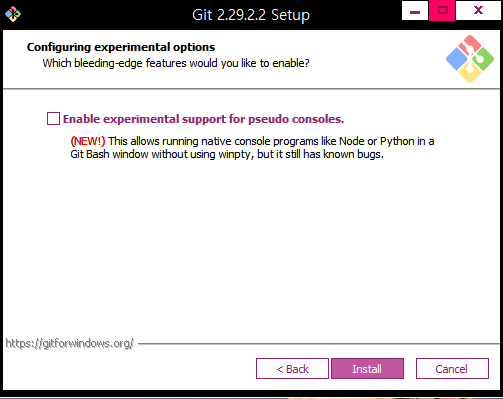 Git 2.29.2.2 Setup
Configuring experimental options
Which bleeding-edge features would you like to enable?
Enable experimental support for pseudo consoles.
(NEW!) This allows running native console programs like Node or Python in a
Git Bash window without using winpty, but it still has known bugs.
https://gitforwindows.org/
< Back Install Cancel